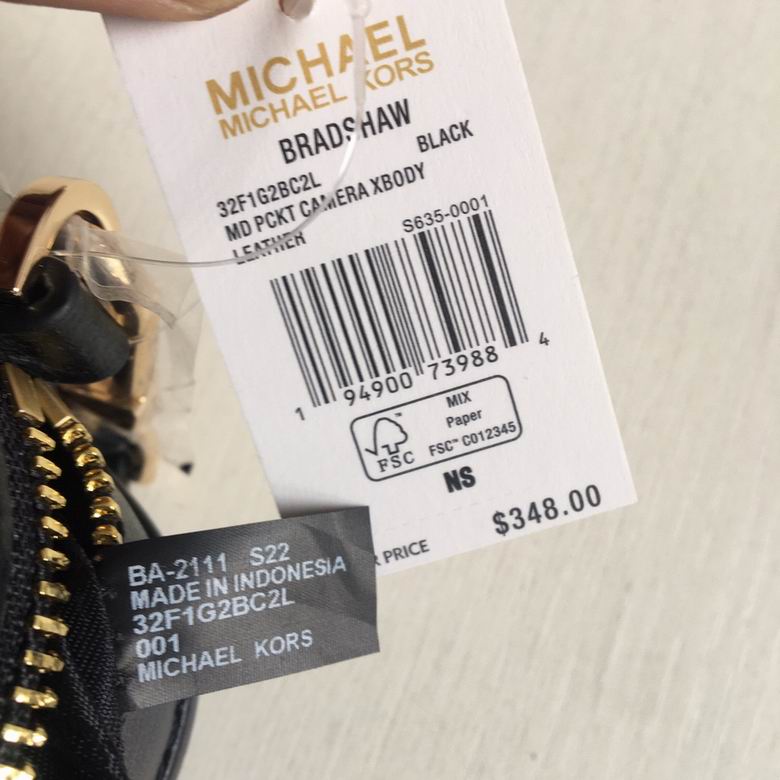 MICHAEL
MICHAEL KORS
BRADSHAW
BLACK
32F1G2BC2L
MD PCKT CAMERA XBODY
LEATHER
S635-0001
1 94900 73988 4
MIX
Paper
FSC™ C012345
FSC
NS
$348.00
PRICE
BA-2111 S22
MADE IN INDONESIA
32F1G2BC2L
001
MICHAEL KORS